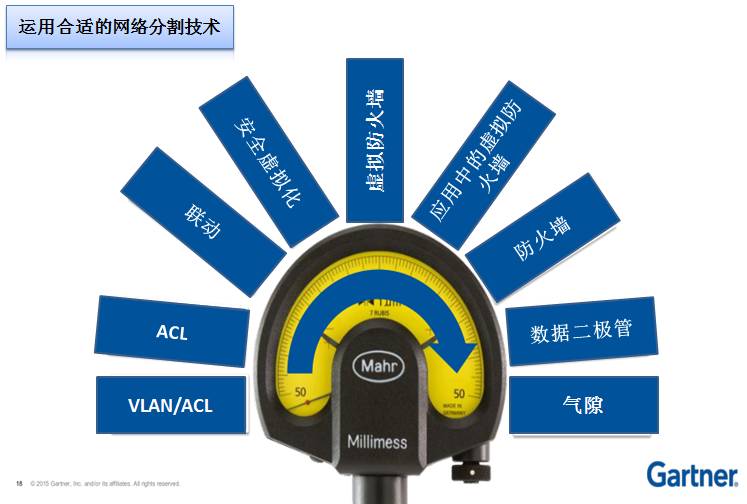 运用合适的网络分割技术
虚拟防火墙
安全虚拟化
应用中的虚拟防
火墙
联动
防火墙
ACL
数据二极管
VLAN/ACL
气隙
7 RUBIS
Mahr
50
50
MADE IN
GERMANY
Millimess
18 © 2015 Gartner, Inc. and/or its affiliates. All rights reserved.
Gartner